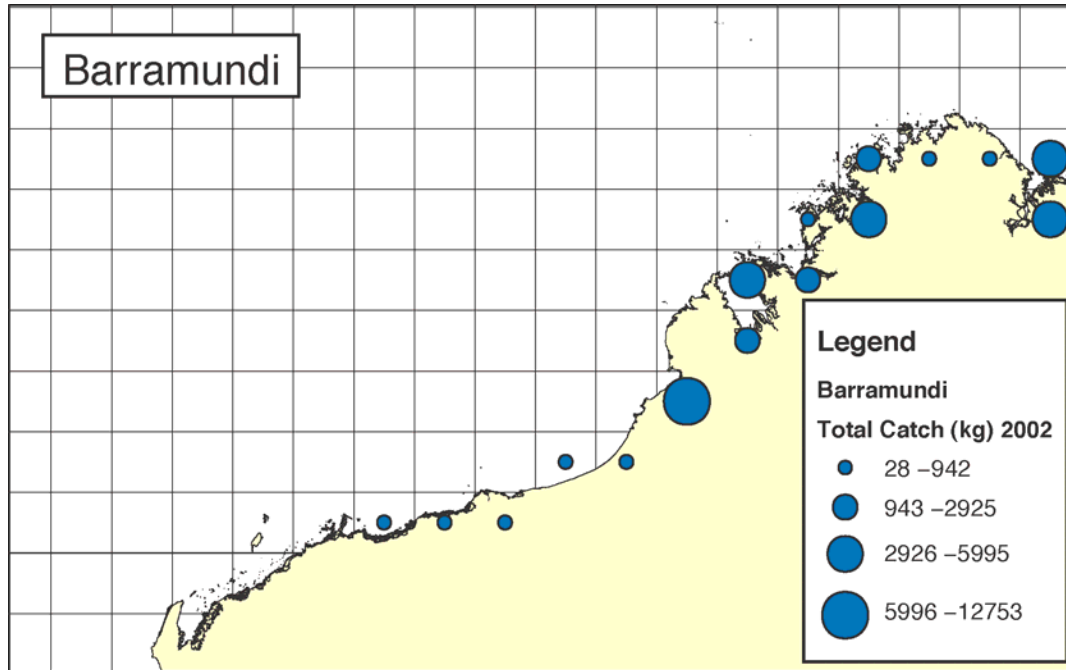 Barramundi
Legend
Barramundi
Total Catch (kg) 2002
28 –942
943 –2925
2926 –5995
5996 –12753